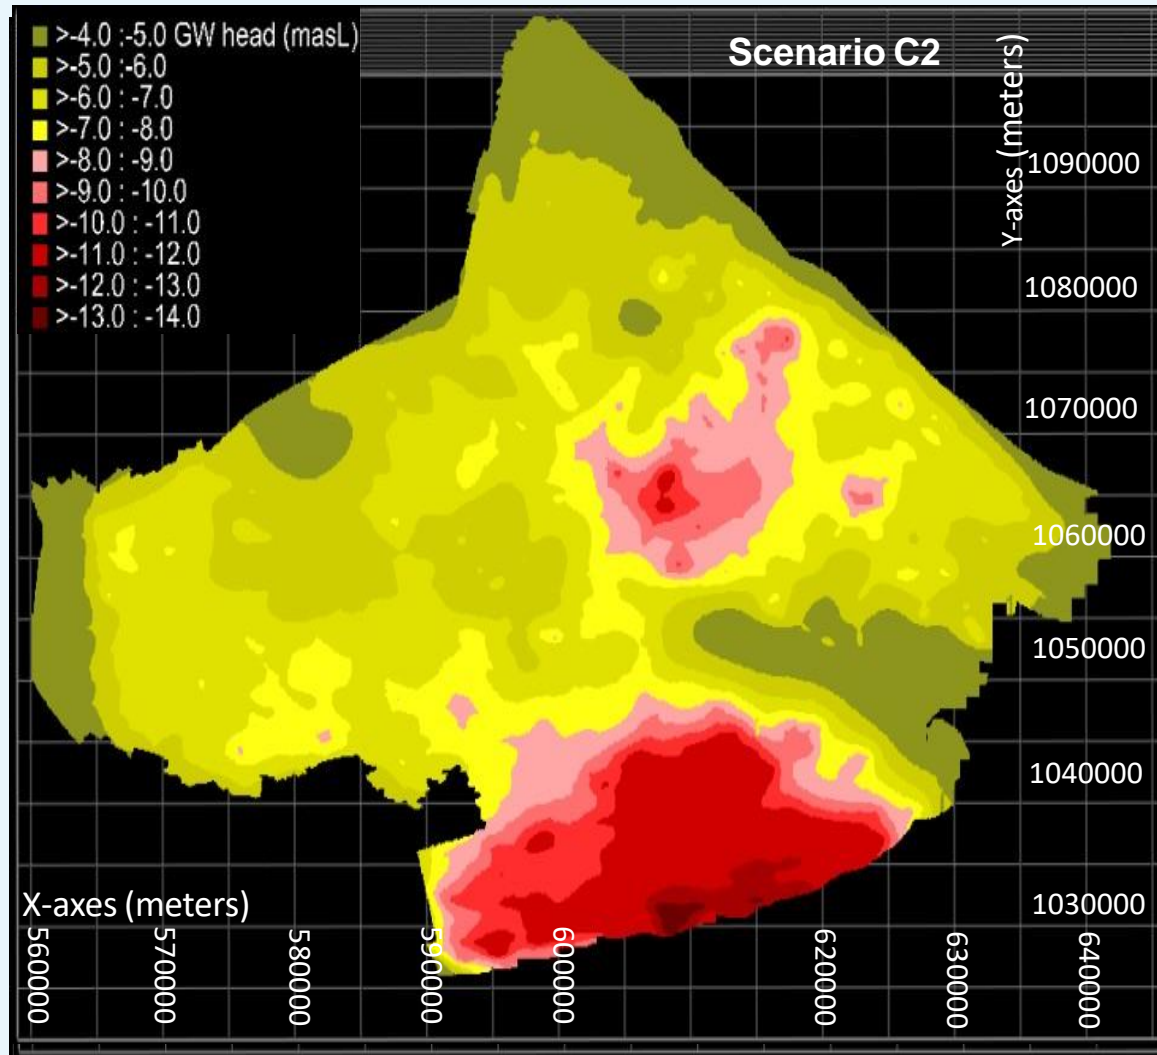 >-4.0 :-5.0 GW head (masL)
>-5.0 :-6.0
>-6.0 : -7.0
>-7.0 : -8.0
>-8.0 : -9.0
>-9.0 : -10.0
>-10.0 : -11.0
>-11.0 : -12.0
>-12.0 : -13.0
>-13.0 : -14.0
Scenario C2
Y-axes (meters)
1090000
1080000
1070000
1060000
1050000
1040000
1030000
X-axes (meters)
560000
570000
580000
590000
600000
620000
630000
640000